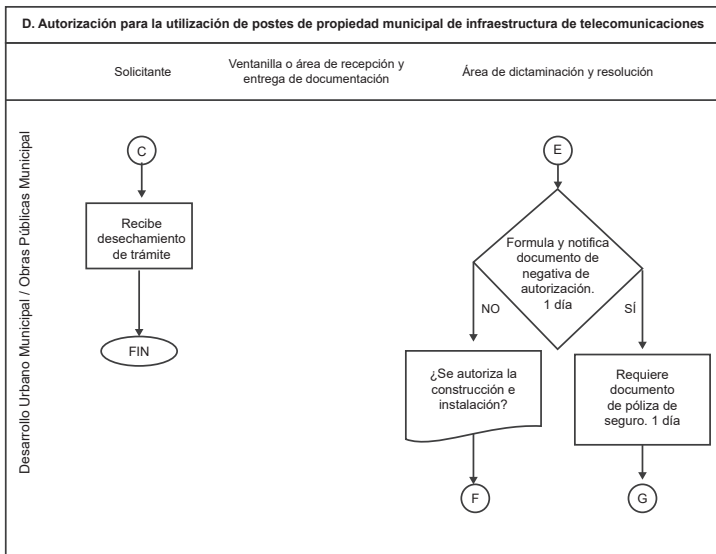 D. Autorización para la utilización de postes de propiedad municipal de infraestructura de telecomunicaciones
Solicitante
Ventanilla o área de recepción y
entrega de documentación
Área de dictaminación y resolución
Desarrollo Urbano Municipal / Obras Públicas Municipal
C
Recibe
desechamiento
de trámite
FIN
E
Formula y notifica
documento de
negativa de
autorización.
1 día
NO
SÍ
¿Se autoriza la
construcción e
instalación?
Requiere
documento
de póliza de
seguro. 1 día
F
G